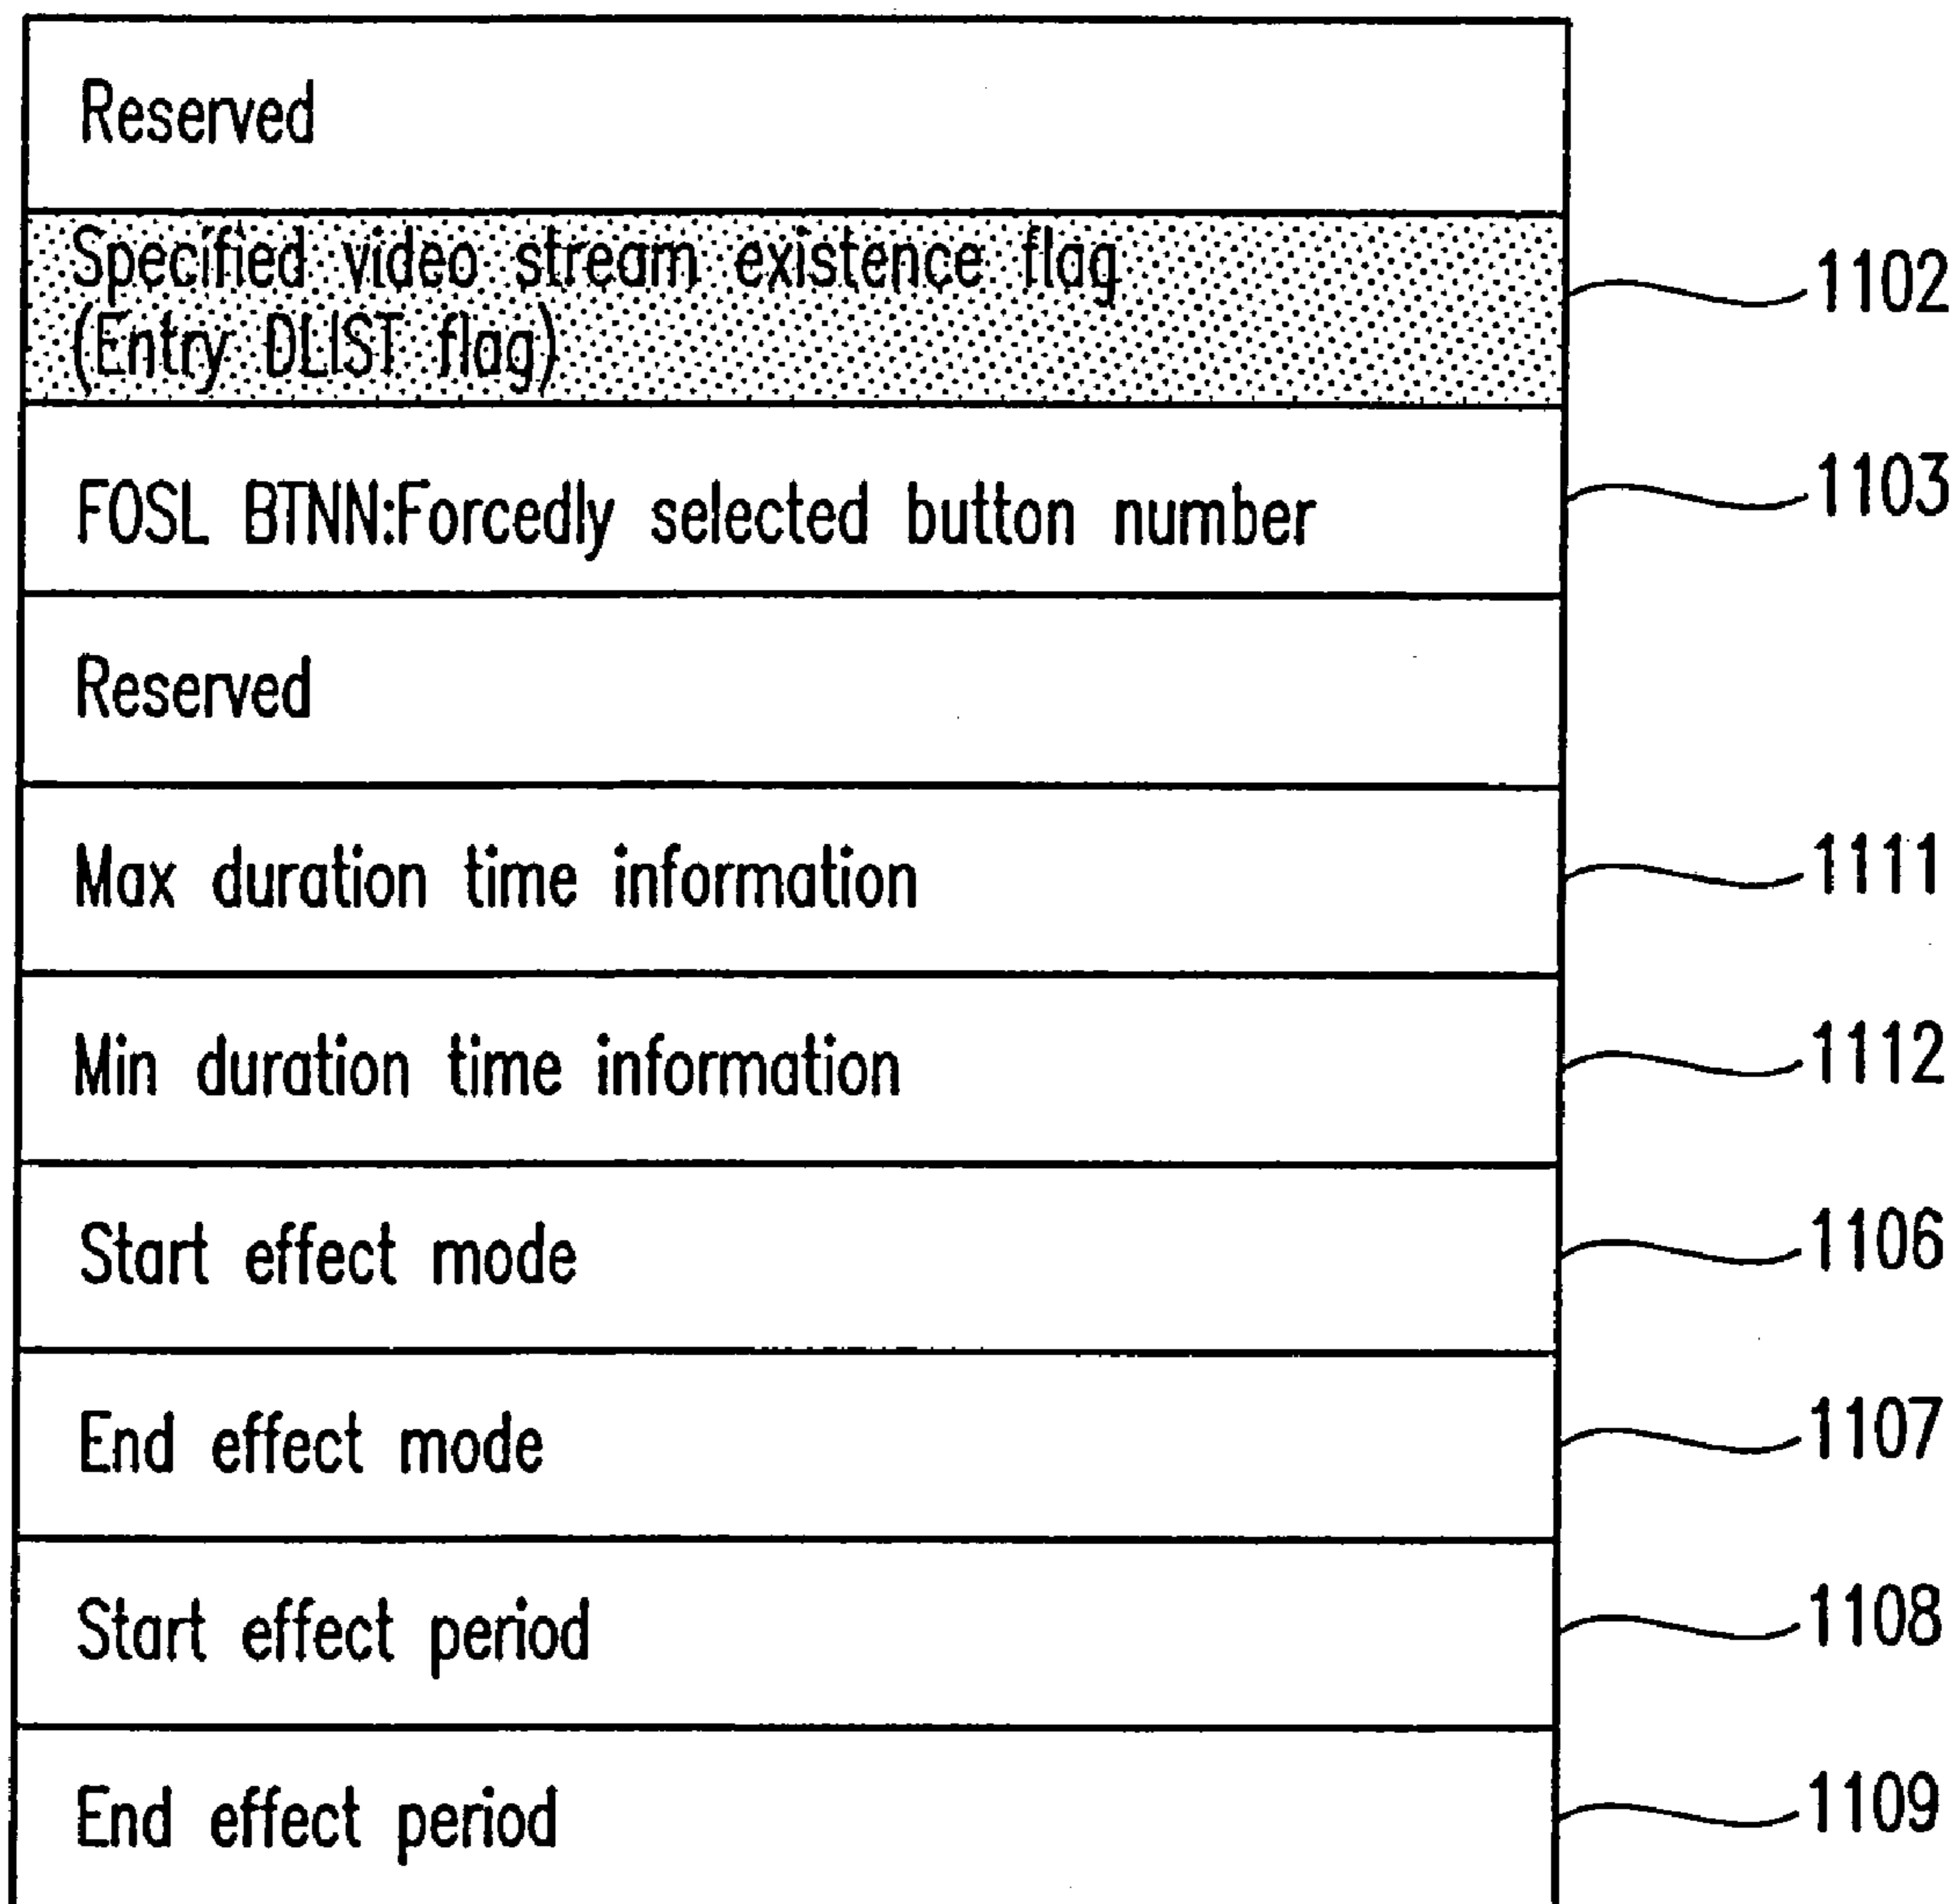 Reserved
Specified video stream existence flag
(Entry DLIST flag)
1102
FOSL BTNN:Forcedly selected button number
1103
Reserved
Max duration time information
1111
Min duration time information
1112
Start effect mode
1106
End effect mode
1107
Start effect period
1108
End effect period
1109